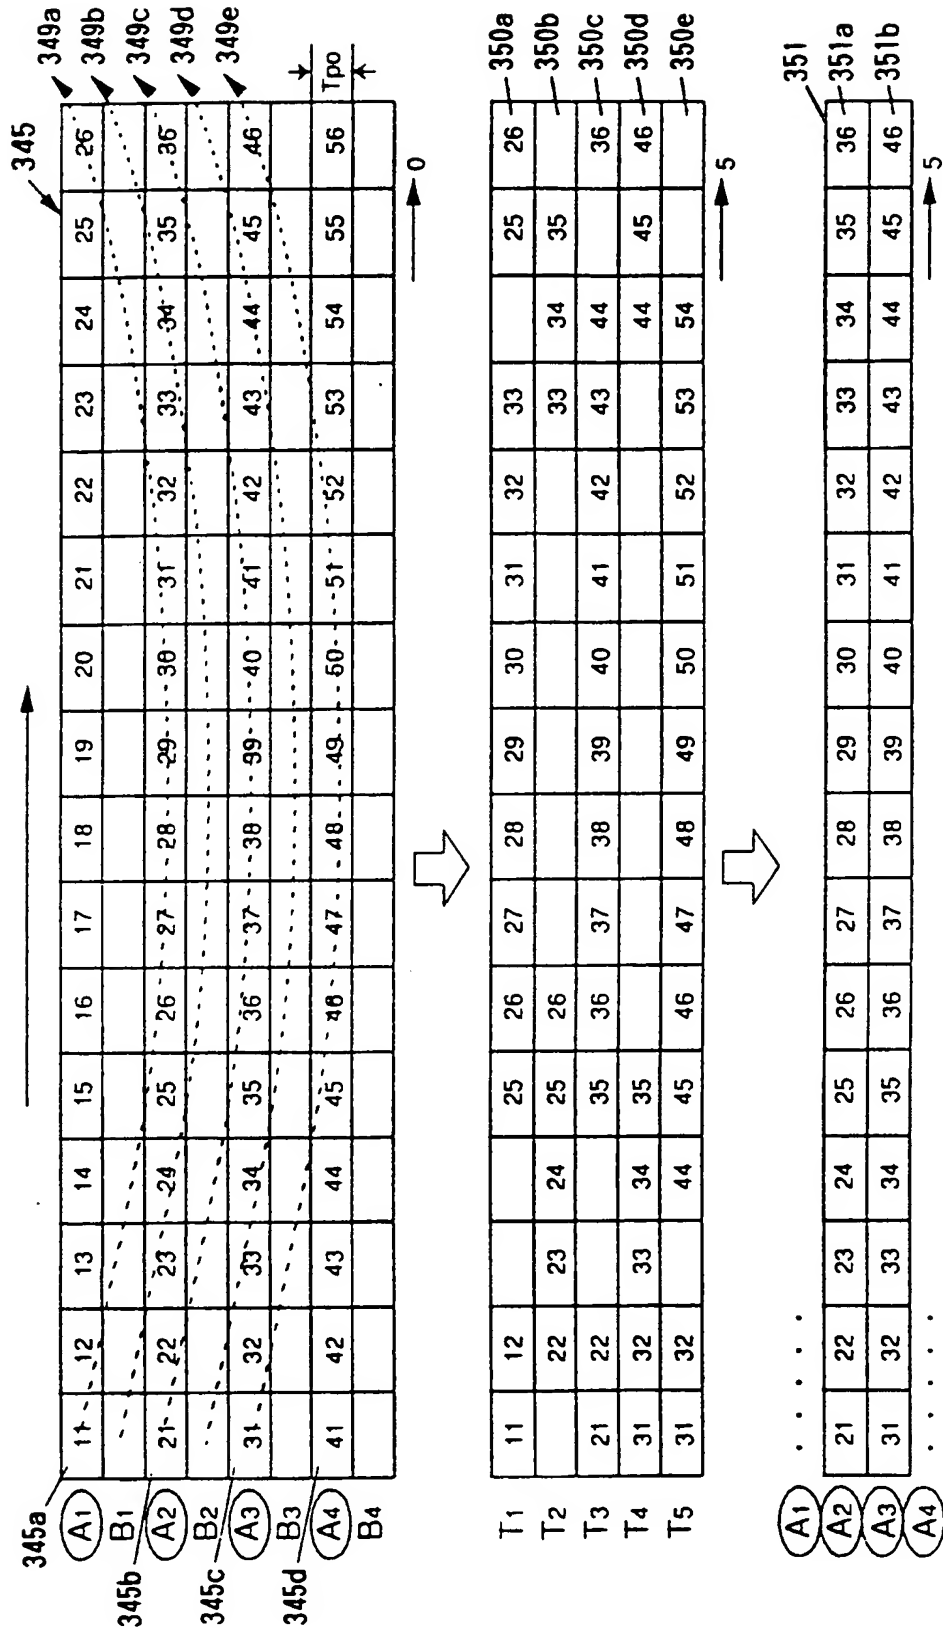 345
345a
A1 11 12 13 14 15 16 17 18 19 20 21 22 23 24 25 26 349a
B1 349b
345b
A2 21 22 23 24 25 26 27 28 29 30 31 32 33 34 35 36 349c
B2 349d
345c
A3 31 32 33 34 35 36 37 38 39 40 41 42 43 44 45 46 349e
B3
345d
A4 41 42 43 44 45 46 47 48 49 50 51 52 53 54 55 56 Tpo
B4
0
T1 11 12 25 26 27 28 29 30 31 32 33 25 26 350a
T2 22 23 24 25 26 33 34 35 350b
T3 21 22 35 36 37 38 39 40 41 42 43 44 36 350c
T4 31 32 33 34 35 44 45 46 350d
T5 31 32 44 45 46 47 48 49 50 51 52 53 54 350e
5
A1 . . . . . 351
A2 21 22 23 24 25 26 27 28 29 30 31 32 33 34 35 36 351a
A3 31 32 33 34 35 36 37 38 39 40 41 42 43 44 45 46 351b
A4 . . . . .
5